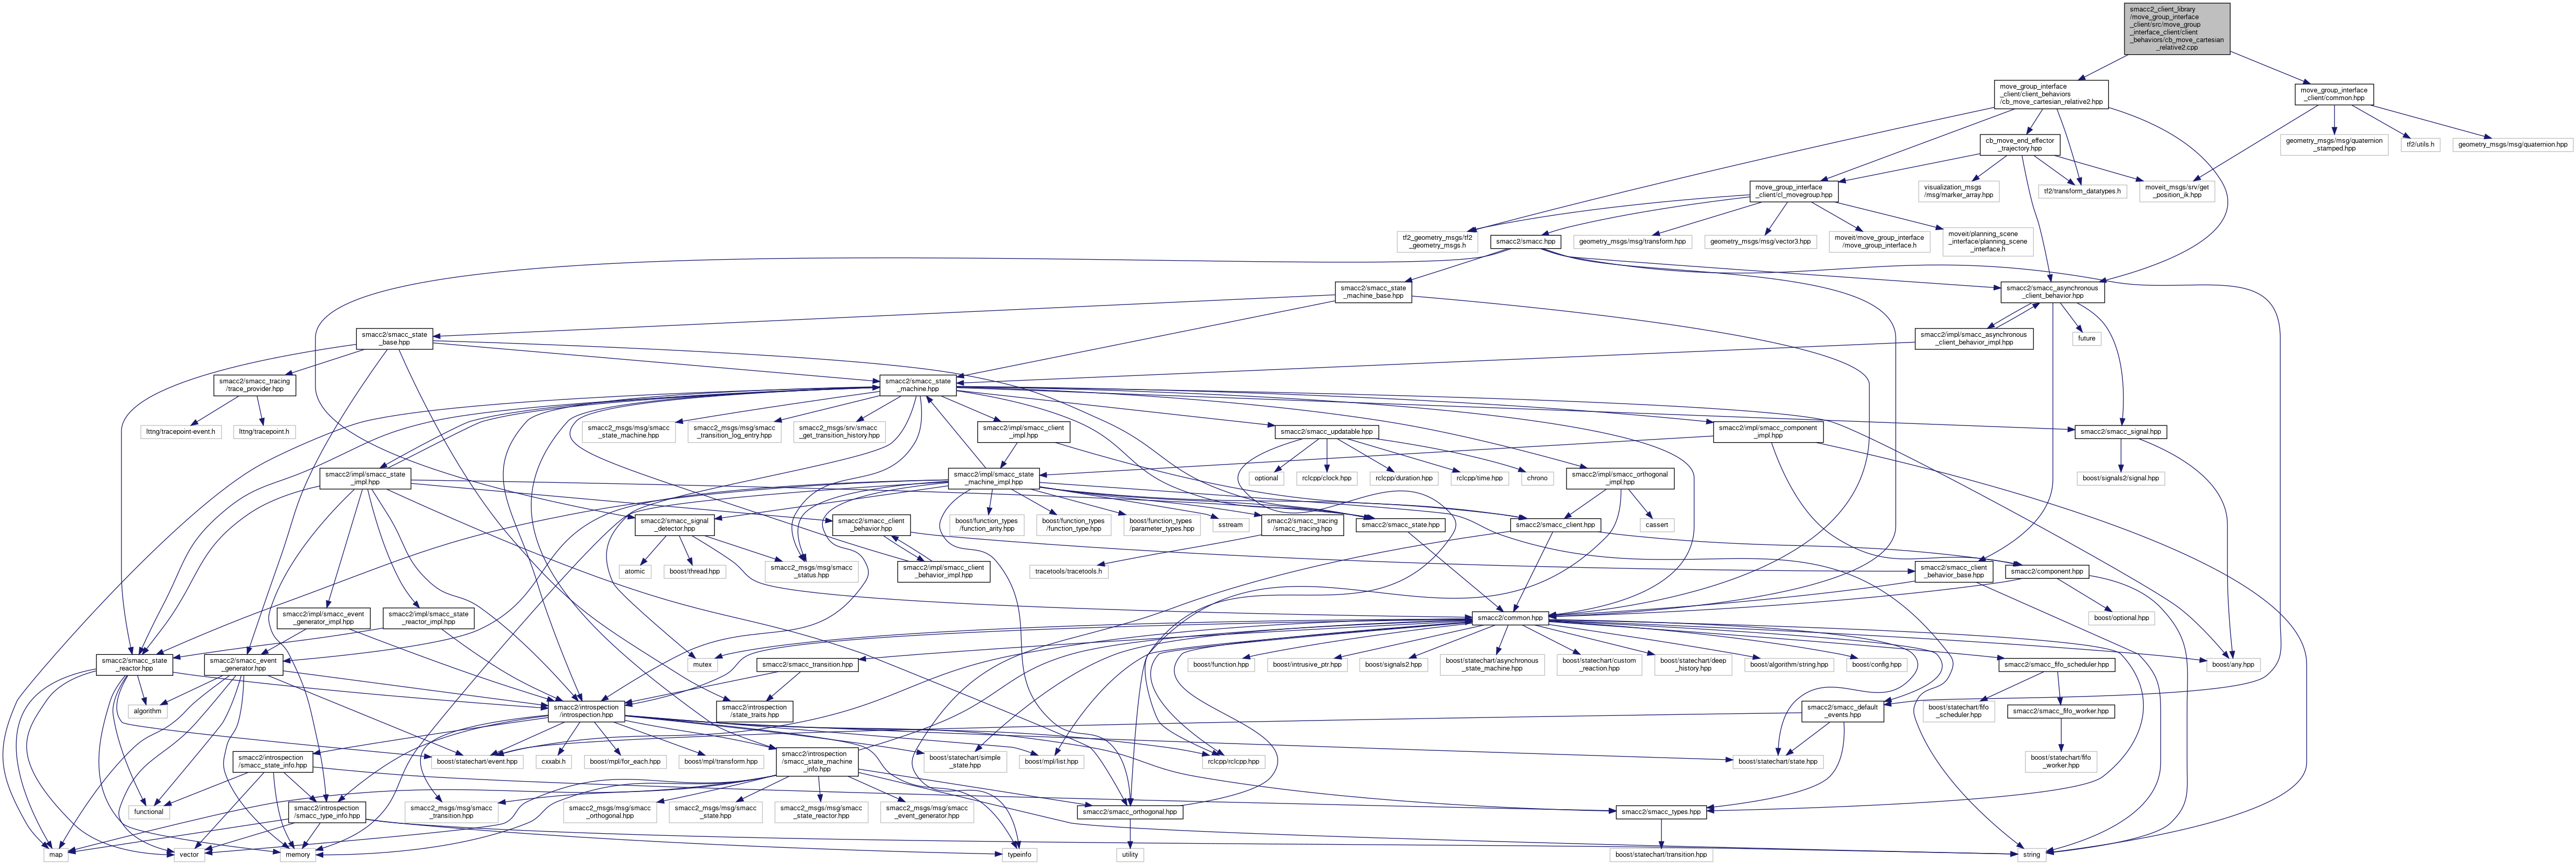 smacc2_client_library
/move_group_interface
_client/src/move_group
_interface_client/client
_behaviors/cb_move_cartesian
_relative2.cpp
move_group_interface
_client/client_behaviors
/cb_move_cartesian_relative2.hpp
move_group_interface
_client/common.hpp
cb_move_end_effector
_trajectory.hpp
geometry_msgs/msg/quaternion
_stamped.hpp
tf2/utils.h
geometry_msgs/msg/quaternion.hpp
move_group_interface
_client/cl_movegroup.hpp
visualization_msgs
/msg/marker_array.hpp
tf2/transform_datatypes.h
moveit_msgs/srv/get
_position_ik.hpp
tf2_geometry_msgs/tf2
_geometry_msgs.h
smacc2/smacc.hpp
geometry_msgs/msg/transform.hpp
geometry_msgs/msg/vector3.hpp
moveit/move_group_interface
/move_group_interface.h
moveit/planning_scene
_interface/planning_scene
_interface.h
smacc2/smacc_state
_machine_base.hpp
smacc2/smacc_asynchronous
_client_behavior.hpp
smacc2/smacc_state
_base.hpp
smacc2/impl/smacc_asynchronous
_client_behavior_impl.hpp
future
smacc2/smacc_tracing
/trace_provider.hpp
smacc2/smacc_state
_machine.hpp
lttng/tracepoint-event.h
lttng/tracepoint.h
smacc2_msgs/msg/smacc
_state_machine.hpp
smacc2_msgs/msg/smacc
_transition_log_entry.hpp
smacc2_msgs/srv/smacc
_get_transition_history.hpp
smacc2/impl/smacc_client
_impl.hpp
smacc2/smacc_updatable.hpp
smacc2/impl/smacc_component
_impl.hpp
smacc2/smacc_signal.hpp
smacc2/impl/smacc_state
_impl.hpp
smacc2/impl/smacc_state
_machine_impl.hpp
optional
rclcpp/clock.hpp
rclcpp/duration.hpp
rclcpp/time.hpp
chrono
smacc2/impl/smacc_orthogonal
_impl.hpp
boost/signals2/signal.hpp
smacc2/smacc_signal
_detector.hpp
smacc2/smacc_client
_behavior.hpp
boost/function_types
/function_arity.hpp
boost/function_types
/function_type.hpp
boost/function_types
/parameter_types.hpp
sstream
smacc2/smacc_tracing
/smacc_tracing.hpp
smacc2/smacc_state.hpp
smacc2/smacc_client.hpp
cassert
atomic
boost/thread.hpp
smacc2_msgs/msg/smacc
_status.hpp
smacc2/impl/smacc_client
_behavior_impl.hpp
tracetools/tracetools.h
smacc2/smacc_client
_behavior_base.hpp
smacc2/component.hpp
smacc2/impl/smacc_event
_generator_impl.hpp
smacc2/impl/smacc_state
_reactor_impl.hpp
smacc2/common.hpp
boost/optional.hpp
smacc2/smacc_state
_reactor.hpp
smacc2/smacc_event
_generator.hpp
mutex
smacc2/smacc_transition.hpp
boost/function.hpp
boost/intrusive_ptr.hpp
boost/signals2.hpp
boost/statechart/asynchronous
_state_machine.hpp
boost/statechart/custom
_reaction.hpp
boost/statechart/deep
_history.hpp
boost/algorithm/string.hpp
boost/config.hpp
smacc2/smacc_fifo_scheduler.hpp
boost/any.hpp
algorithm
smacc2/introspection
/introspection.hpp
smacc2/introspection
/state_traits.hpp
smacc2/smacc_default
_events.hpp
boost/statechart/fifo
_scheduler.hpp
smacc2/smacc_fifo_worker.hpp
smacc2/introspection
/smacc_state_info.hpp
boost/statechart/event.hpp
cxxabi.h
boost/mpl/for_each.hpp
boost/mpl/transform.hpp
smacc2/introspection
/smacc_state_machine
_info.hpp
boost/statechart/simple
_state.hpp
boost/mpl/list.hpp
rclcpp/rclcpp.hpp
boost/statechart/state.hpp
boost/statechart/fifo
_worker.hpp
functional
smacc2/introspection
/smacc_type_info.hpp
smacc2_msgs/msg/smacc
_transition.hpp
smacc2_msgs/msg/smacc
_orthogonal.hpp
smacc2_msgs/msg/smacc
_state.hpp
smacc2_msgs/msg/smacc
_state_reactor.hpp
smacc2_msgs/msg/smacc
_event_generator.hpp
smacc2/smacc_orthogonal.hpp
smacc2/smacc_types.hpp
map
vector
memory
typeinfo
utility
boost/statechart/transition.hpp
string